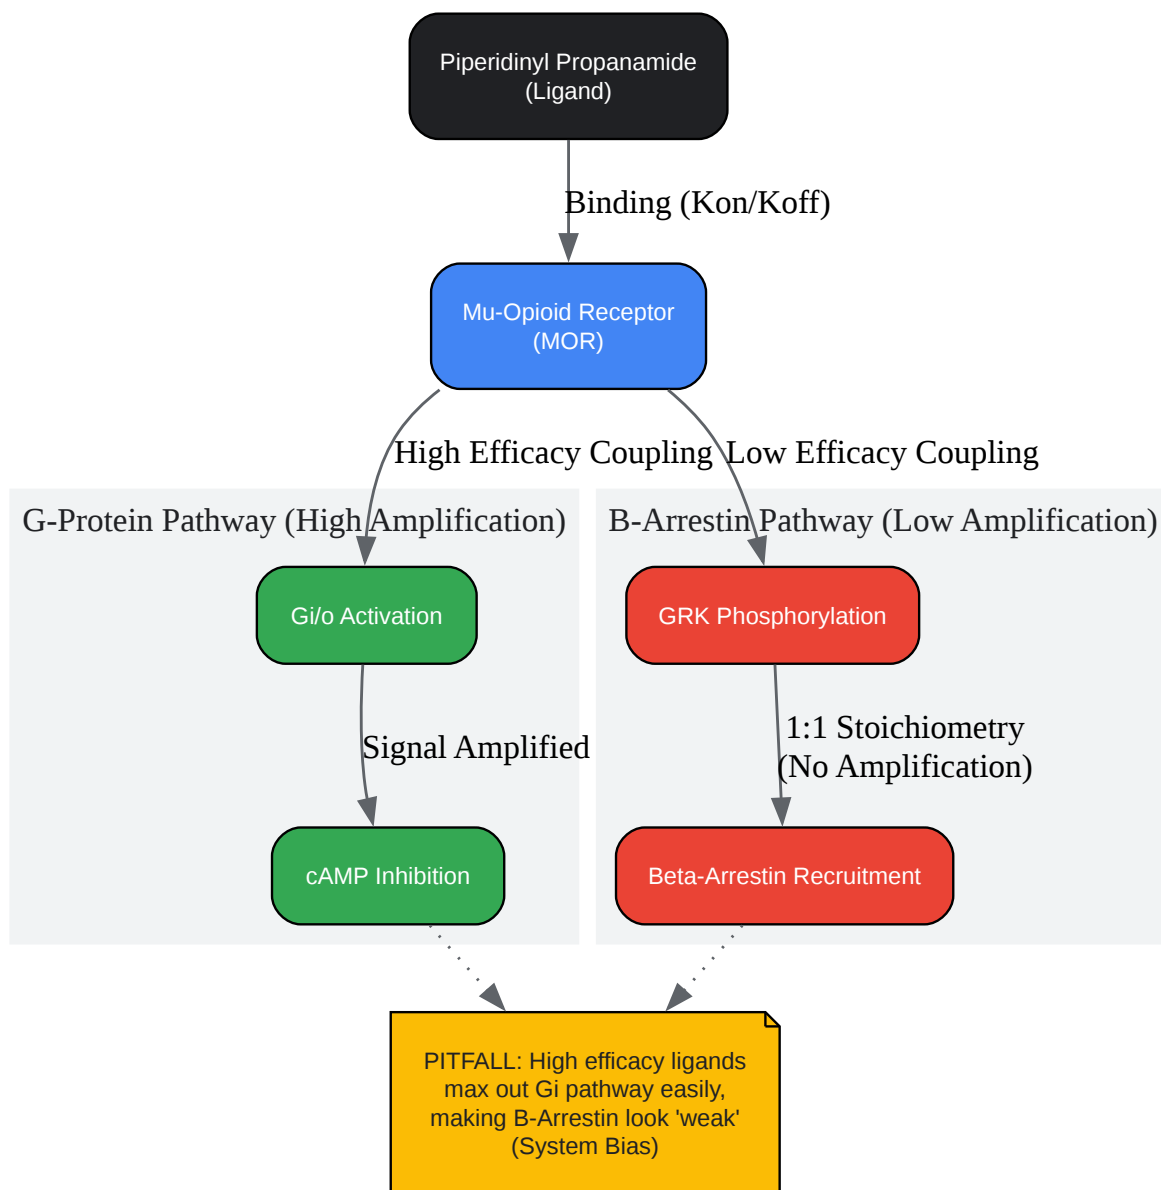 Piperidinyl Propanamide
(Ligand)
Binding (Kon/Koff)
Mu-Opioid Receptor
(MOR)
High Efficacy Coupling
Low Efficacy Coupling
G-Protein Pathway (High Amplification)
B-Arrestin Pathway (Low Amplification)
Gi/o Activation
GRK Phosphorylation
Signal Amplified
1:1 Stoichiometry
(No Amplification)
cAMP Inhibition
Beta-Arrestin Recruitment
PITFALL: High efficacy ligands
max out Gi pathway easily,
making B-Arrestin look 'weak'
(System Bias)